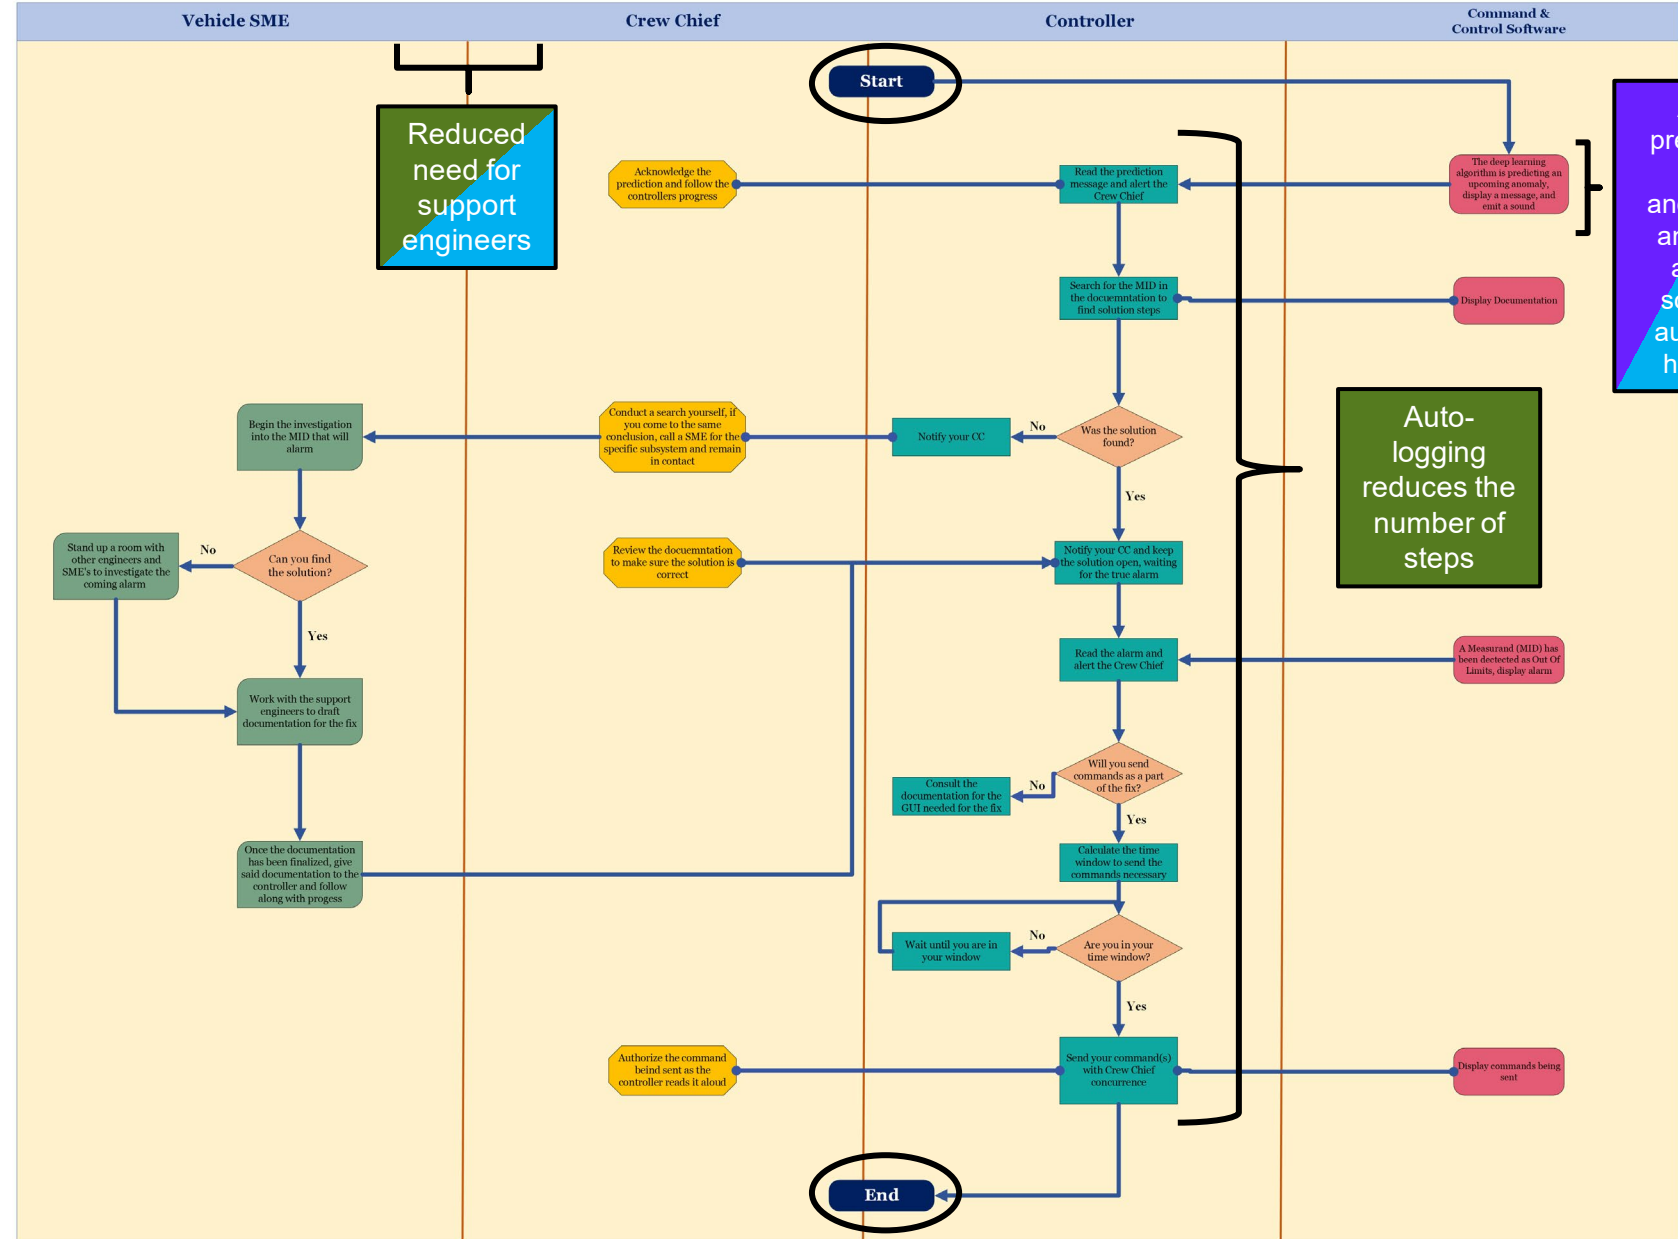 Vehicle SME
Crew Chief
Controller
Command &
Control Software
Start
Reduced
need for
support
engineers
Acknowledge the
prediction and follow the
controllers progress
Read the prediction
message and alert the
Crew Chief
The deep learning
algorithm is predicting an
upcoming anomaly,
display a message, and
emit a sound
Search for the MID in
the docuemntation to
find solution steps
Display Documentation
Begin the investigation
into the MID that will
alarm
Conduct a search yourself, if
you come to the same
conclusion, call a SME for the
specific subsystem and remain
in contact
Notify your CC
No
Was the solution
found?
Yes
Auto-
logging
reduces the
number of
steps
Stand up a room with
other engineers and
SME's to investigate the
coming alarm
No
Can you find
the solution?
Yes
Review the docuemntation
to make sure the solution is
correct
Notify your CC and keep
the solution open, waiting
for the true alarm
Read the alarm and
alert the Crew Chief
A Measurand (MID) has
been dectected as Out Of
Limits, display alarm
Work with the support
engineers to draft
documentation for the fix
Will you send
commands as a part
of the fix?
No
Consult the
documentation for the
GUI needed for the fix
Yes
Calculate the time
window to send the
commands necessary
Once the documentation
has been finalized, give
said documentation to the
controller and follow
along with progess
Wait until you are in
your window
No
Are you in your
time window?
Yes
Authorize the command
beind sent as the
controller reads it aloud
Send your command(s)
with Crew Chief
concurrence
Display commands being
sent
End